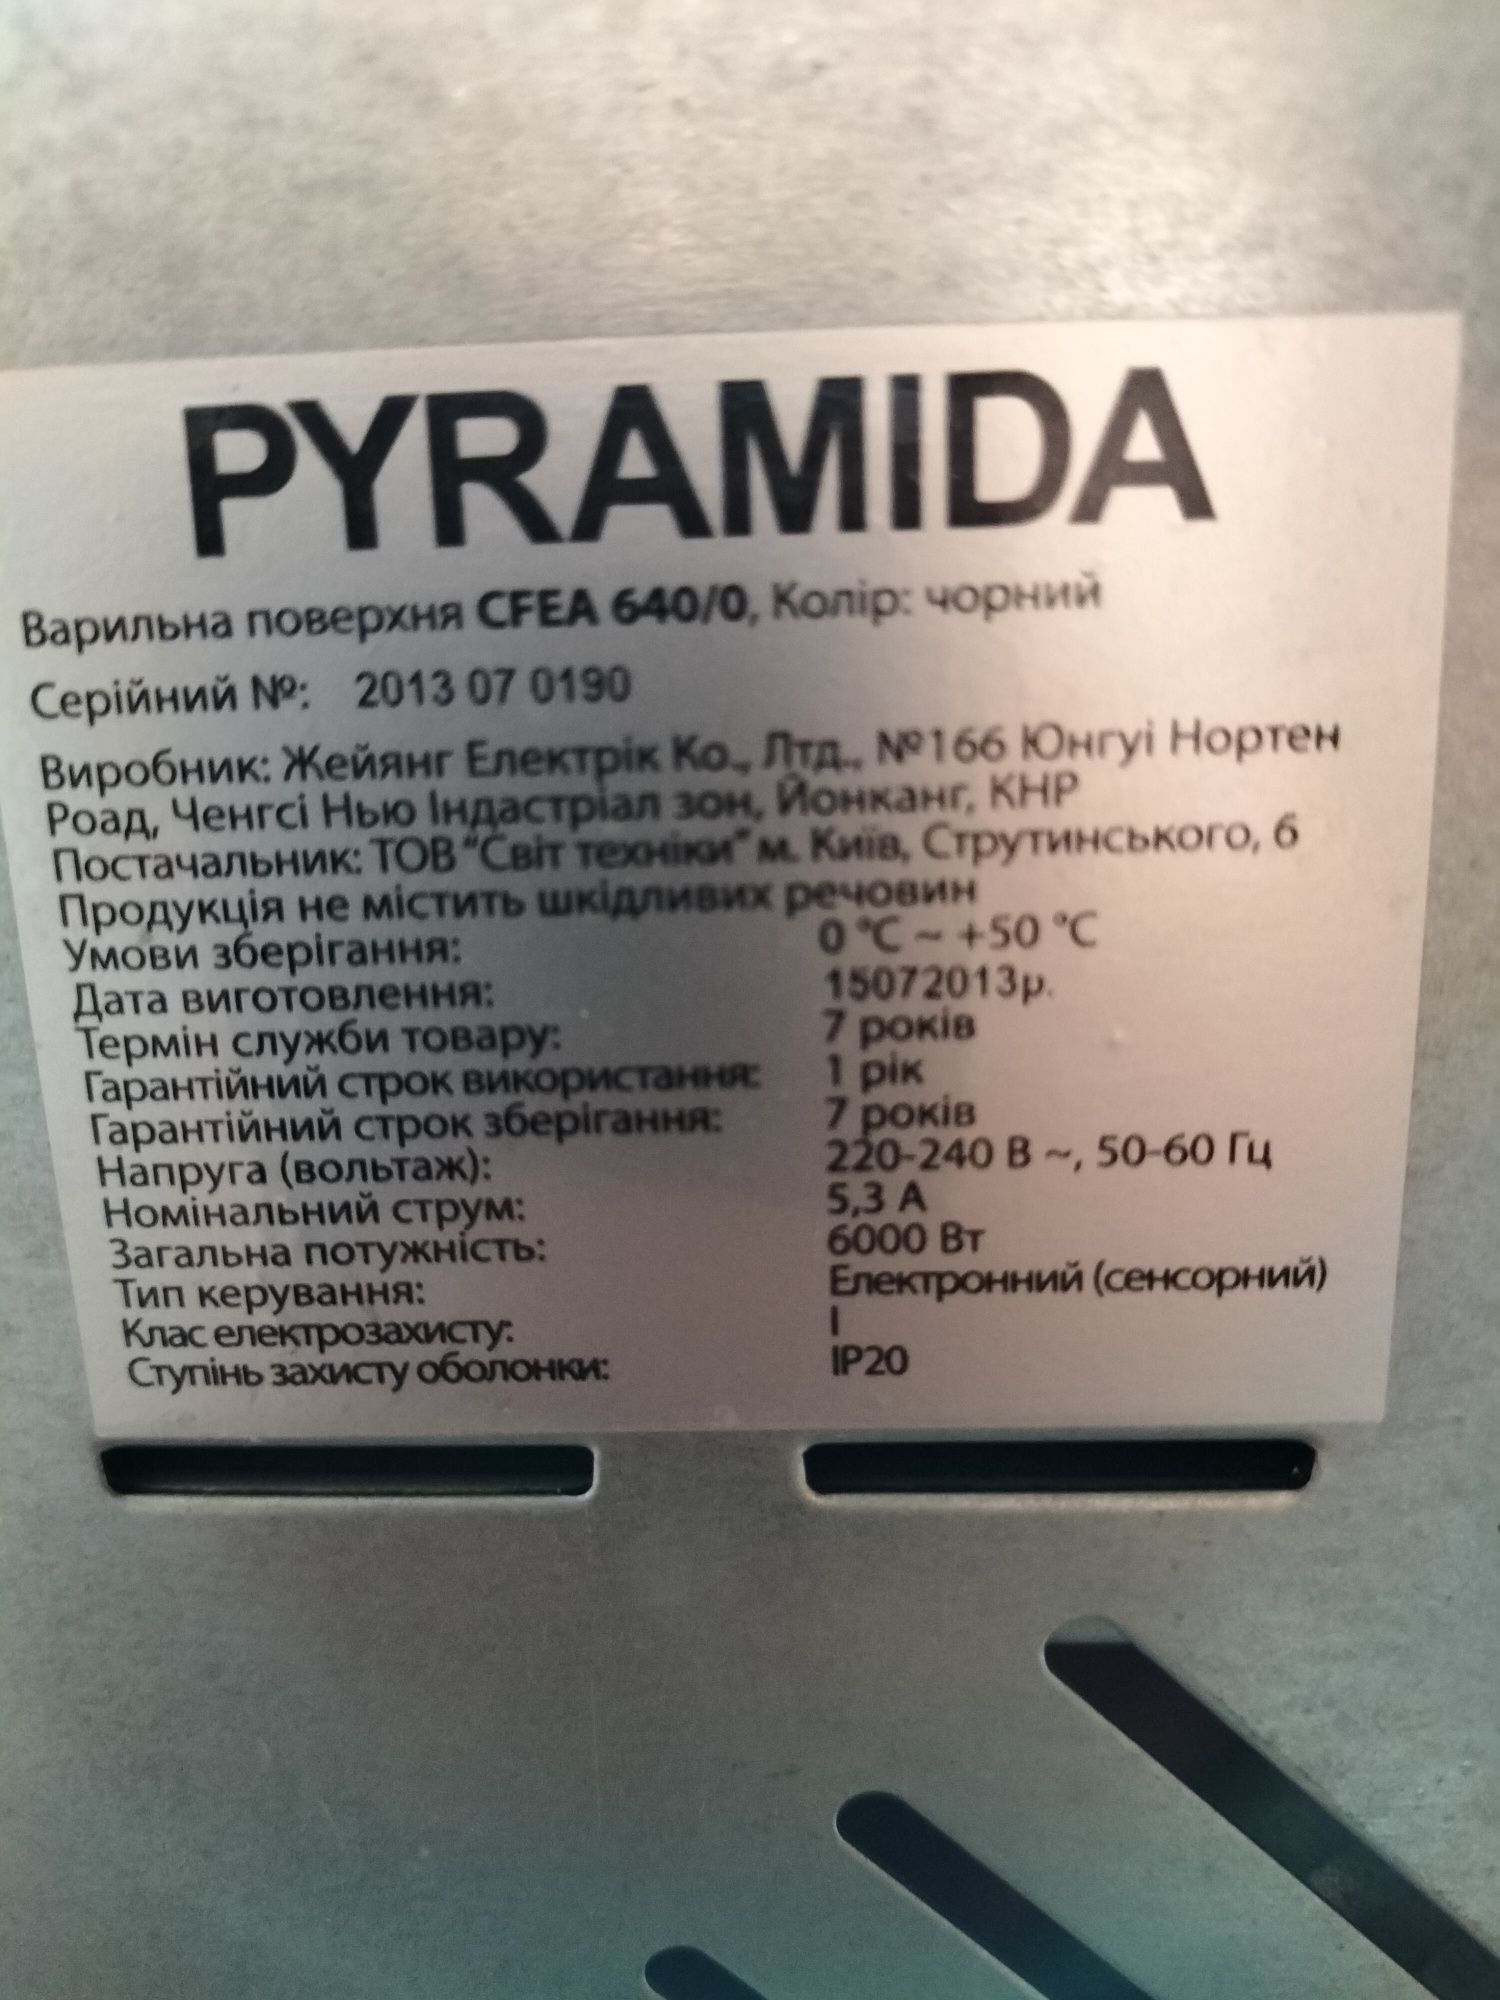 PYRAMIDA
Варильна поверхня CFEA 640/0, Колір: чорний
Серійний №: 2013 07 0190
Виробник: Жейянг Електрік Ко., Лтд., №166 Юнгуі Нортен
Роад, Ченгсі Нью Індастріал зон, Йонканг, КНР
Постачальник: ТОВ "Світ техніки" м. Київ, Струтинського, 6
Продукція не містить шкідливих речовин
Умови зберігання: 0 °C ~ +50 °C
Дата виготовлення: 15072013р.
Термін служби товару: 7 років
Гарантійний строк використання: 1 рік
Гарантійний строк зберігання: 7 років
Напруга (вольтаж): 220-240 В ~, 50-60 Гц
Номінальний струм: 5,3 А
Загальна потужність: 6000 Вт
Тип керування: Електронний (сенсорний)
Клас електрозахисту: I
Ступінь захисту оболонки: IP20